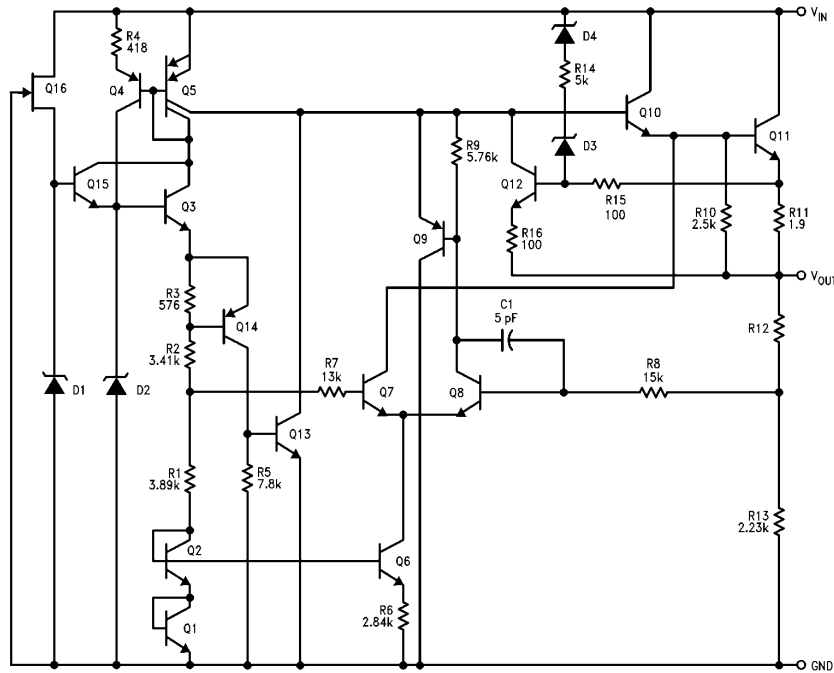 VIN
R4
418
D4
Q16
Q4
Q5
R14
5k
Q10
Q11
R9
5.76k
D3
Q15
Q12
Q3
R15
100
R10
2.5k
R11
1.9
Q9
R16
100
VOUT
R3
576
C1
5 pF
Q14
R12
R2
3.41k
R7
13k
R8
15k
D1
D2
Q7
Q8
Q13
R1
3.89k
R5
7.8k
R13
2.23k
Q2
Q6
R6
2.84k
Q1
GND